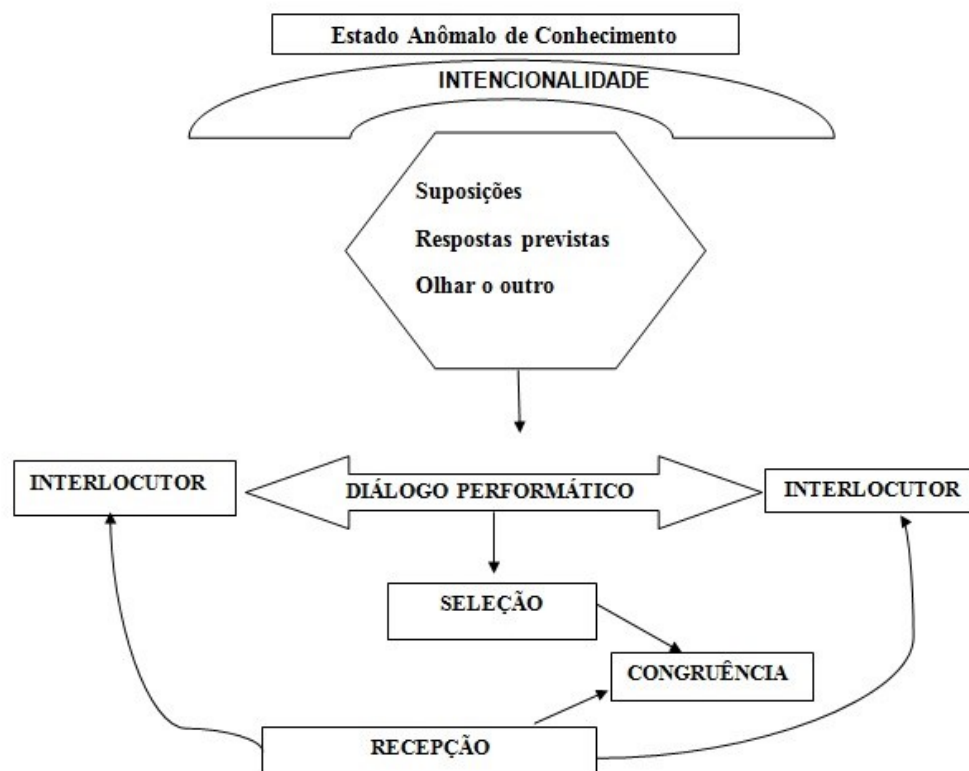 Estado Anômalo de Conhecimento
INTENCIONALIDADE
Suposições
Respostas previstas
Olhar o outro
INTERLOCUTOR
DIÁLOGO PERFORMÁTICO
INTERLOCUTOR
SELEÇÃO
CONGRUÊNCIA
RECEPÇÃO